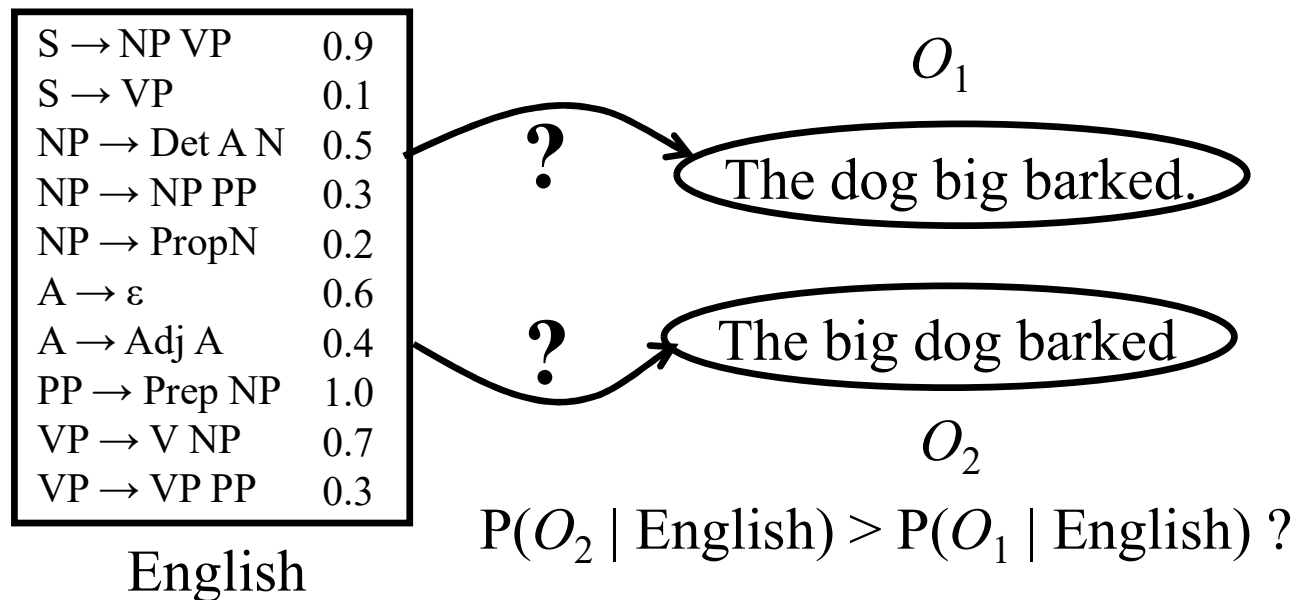 S → NP VP 0.9
S → VP 0.1
NP → Det A N 0.5
NP → NP PP 0.3
NP → PropN 0.2
A → ε 0.6
A → Adj A 0.4
PP → Prep NP 1.0
VP → V NP 0.7
VP → VP PP 0.3
English
?
?
O₁
The dog big barked.
The big dog barked
O₂
P(O₂ | English) > P(O₁ | English) ?